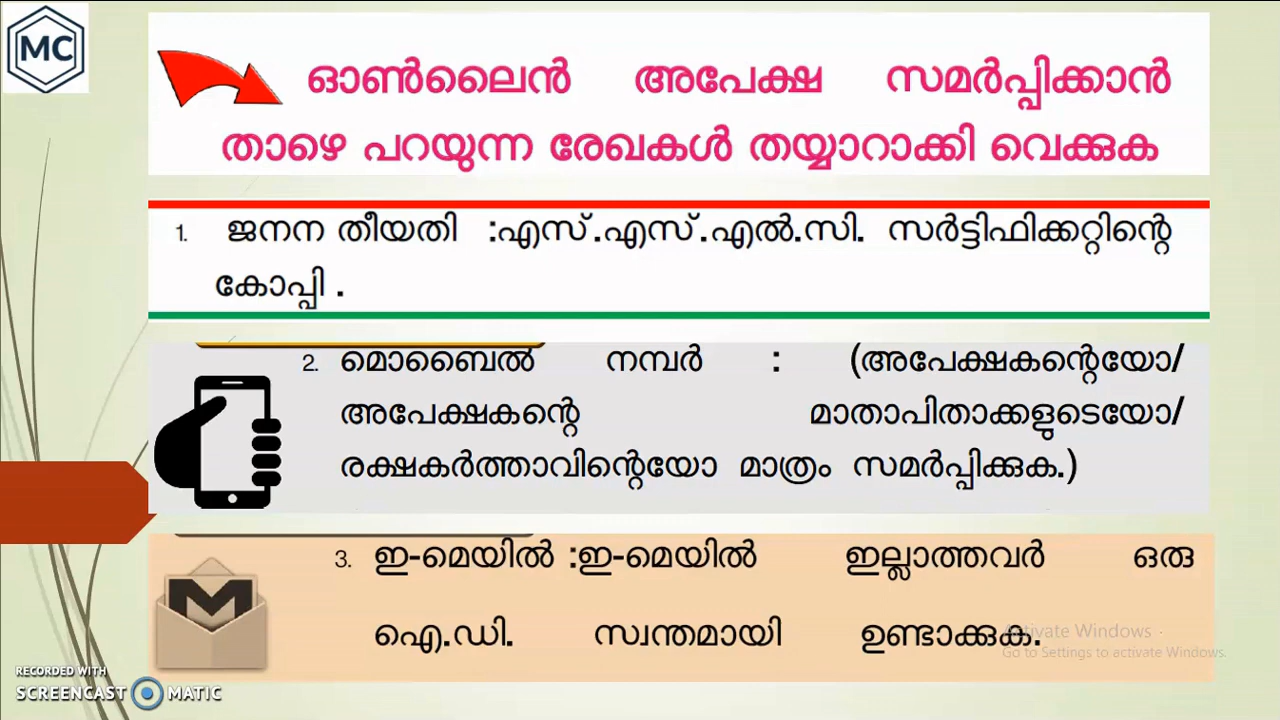 MC
ഓൺലൈൻ അപേക്ഷ സമർപ്പിക്കാൻ
താഴെ പറയുന്ന രേഖകൾ തയ്യാറാക്കി വെക്കുക
1. ജനന തീയതി :എസ്.എസ്.എൽ.സി. സർട്ടിഫിക്കറ്റിന്റെ
കോപ്പി .
2. മൊബൈൽ നമ്പർ : (അപേക്ഷകന്റെയോ/
അപേക്ഷകന്റെ മാതാപിതാക്കളുടെയോ/
രക്ഷകർത്താവിന്റെയോ മാത്രം സമർപ്പിക്കുക.)
3. ഇ-മെയിൽ :ഇ-മെയിൽ ഇല്ലാത്തവർ ഒരു
ഐ.ഡി. സ്വന്തമായി ഉണ്ടാക്കുക.
Activate Windows
Go to Settings to activate Windows.
RECORDED WITH
SCREENCAST MATIC